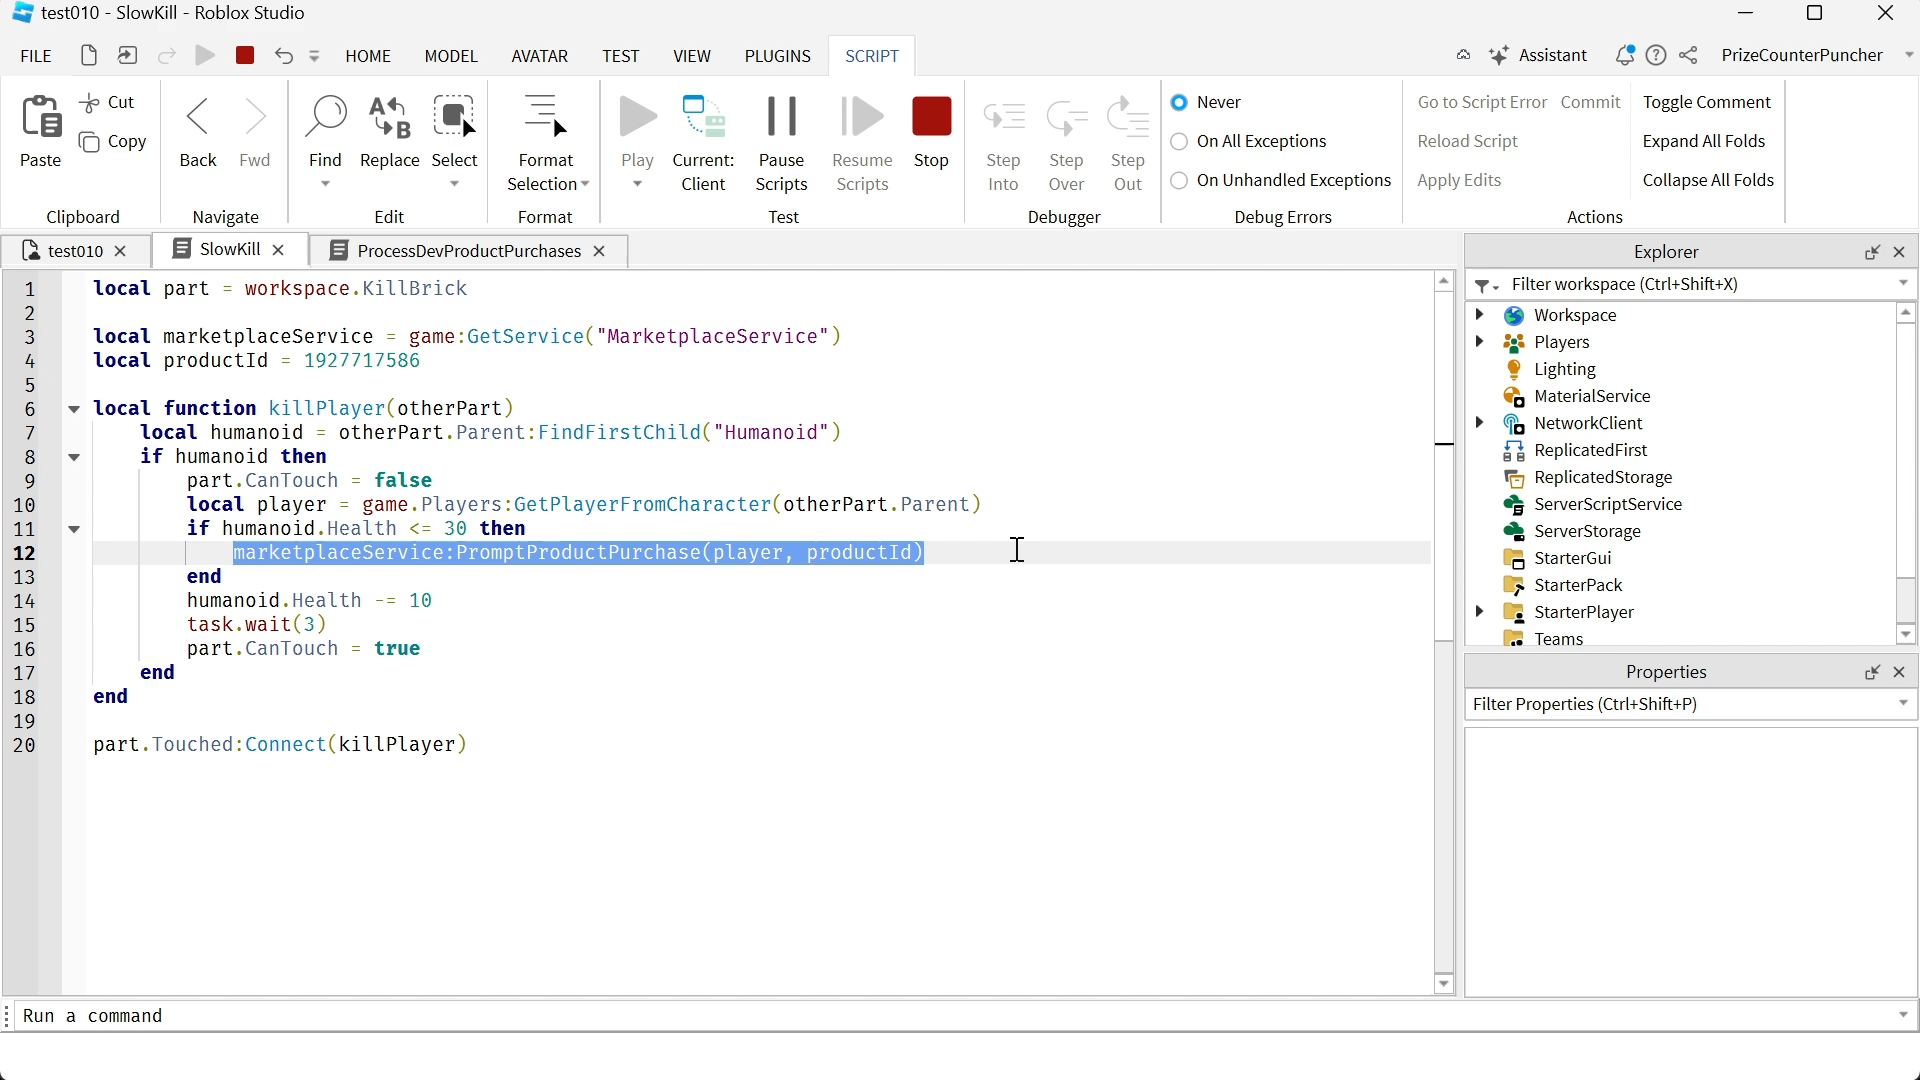 test010 - SlowKill - Roblox Studio
FILE HOME MODEL AVATAR TEST VIEW PLUGINS SCRIPT Assistant PrizeCounterPuncher
Paste Cut Copy
Clipboard
Back Fwd
Navigate
Find Replace Select
Edit
Format Selection
Format
Play Current: Client Pause Scripts Resume Scripts Stop
Test
Step Into Step Over Step Out
Debugger
Never
On All Exceptions
On Unhandled Exceptions
Debug Errors
Go to Script Error Commit Toggle Comment
Reload Script Expand All Folds
Apply Edits Collapse All Folds
Actions
test010 SlowKill ProcessDevProductPurchases
1 local part = workspace.KillBrick
2
3 local marketplaceService = game:GetService("MarketplaceService")
4 local productId = 1927717586
5
6 local function killPlayer(otherPart)
7 local humanoid = otherPart.Parent:FindFirstChild("Humanoid")
8 if humanoid then
9 part.CanTouch = false
10 local player = game.Players:GetPlayerFromCharacter(otherPart.Parent)
11 if humanoid.Health <= 30 then
12 marketplaceService:PromptProductPurchase(player, productId)
13 end
14 humanoid.Health -= 10
15 task.wait(3)
16 part.CanTouch = true
17 end
18 end
19
20 part.Touched:Connect(killPlayer)
Explorer
Filter workspace (Ctrl+Shift+X)
Workspace
Players
Lighting
MaterialService
NetworkClient
ReplicatedFirst
ReplicatedStorage
ServerScriptService
ServerStorage
StarterGui
StarterPack
StarterPlayer
Teams
Properties
Filter Properties (Ctrl+Shift+P)
Run a command